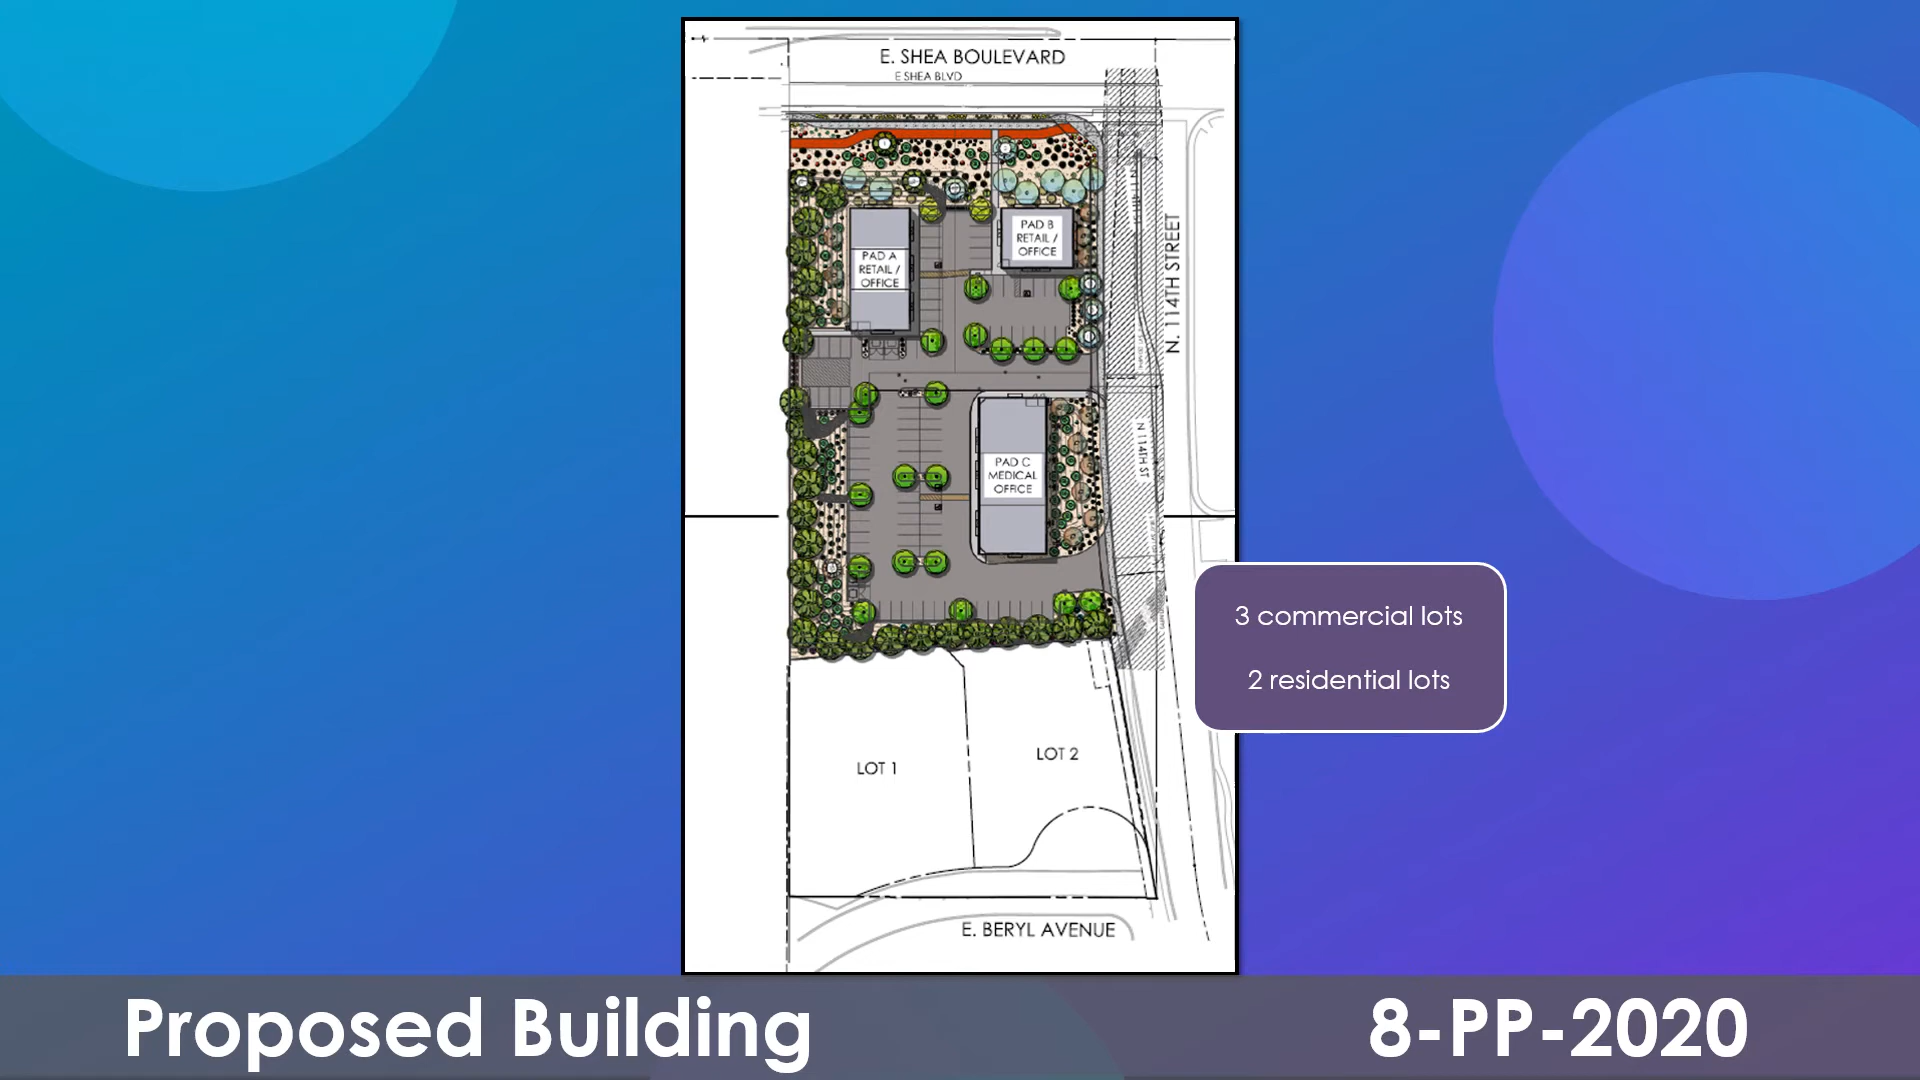 E. SHEA BOULEVARD
E SHEA BLVD
PAD A
RETAIL /
OFFICE
PAD B
RETAIL /
OFFICE
N. 114TH STREET
N 114TH ST
PAD C
MEDICAL
OFFICE
3 commercial lots
2 residential lots
LOT 1
LOT 2
E. BERYL AVENUE
Proposed Building
8-PP-2020